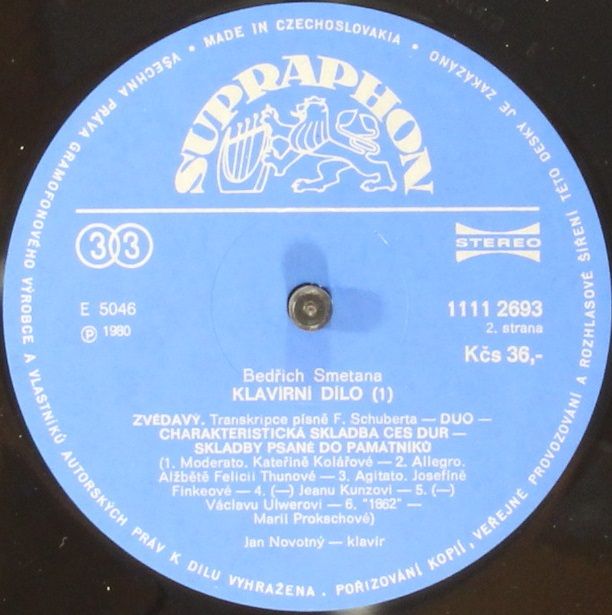 VŠECHNA PRÁVA GRAMOFONOVÉHO VÝROBCE A VLASTNÍKŮ AUTORSKÝCH PRÁV K DÍLU VYHRAŽENA. POŘIZOVÁNÍ KOPIÍ, VEŘEJNÉ PROVOZOVÁNÍ A ROZHLASOVÉ ŠÍŘENÍ TÉTO DESKY JE ZAKÁZÁNO • MADE IN CZECHOSLOVAKIA •
SUPRAPHON
33
STEREO
E 5046
Ⓟ 1980
1111 2693
2. strana
Kčs 36,-
Bedřich Smetana
KLAVÍRNÍ DÍLO (1)
ZVĚDAVÝ. Transkripce písně F. Schuberta — DUO —
CHARAKTERISTICKÁ SKLADBA CES DUR —
SKLADBY PSANÉ DO PAMÁTNÍKŮ
(1. Moderato. Kateřině Kolářové — 2. Allegro.
Alžbětě Felicii Thunové — 3. Agitato. Josefině
Finkeové — 4. (—) Jeanu Kunzovi — 5. (—)
Václavu Ulwerovi — 6. "1862" —
Marii Prokschové)
Jan Novotný — klavír